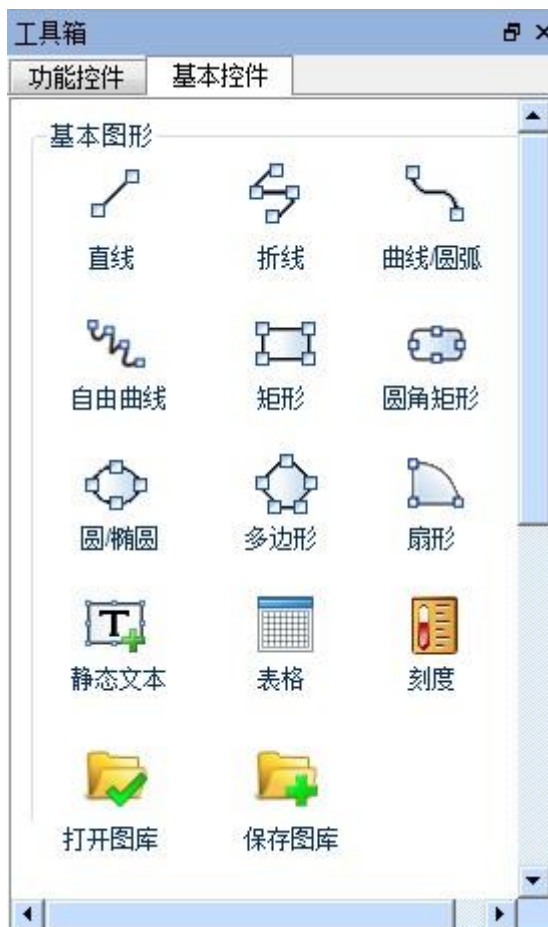 工具箱
功能控件 基本控件
基本图形
直线 折线 曲线/圆弧
自由曲线 矩形 圆角矩形
圆/椭圆 多边形 扇形
T
静态文本 表格 刻度
打开图库 保存图库